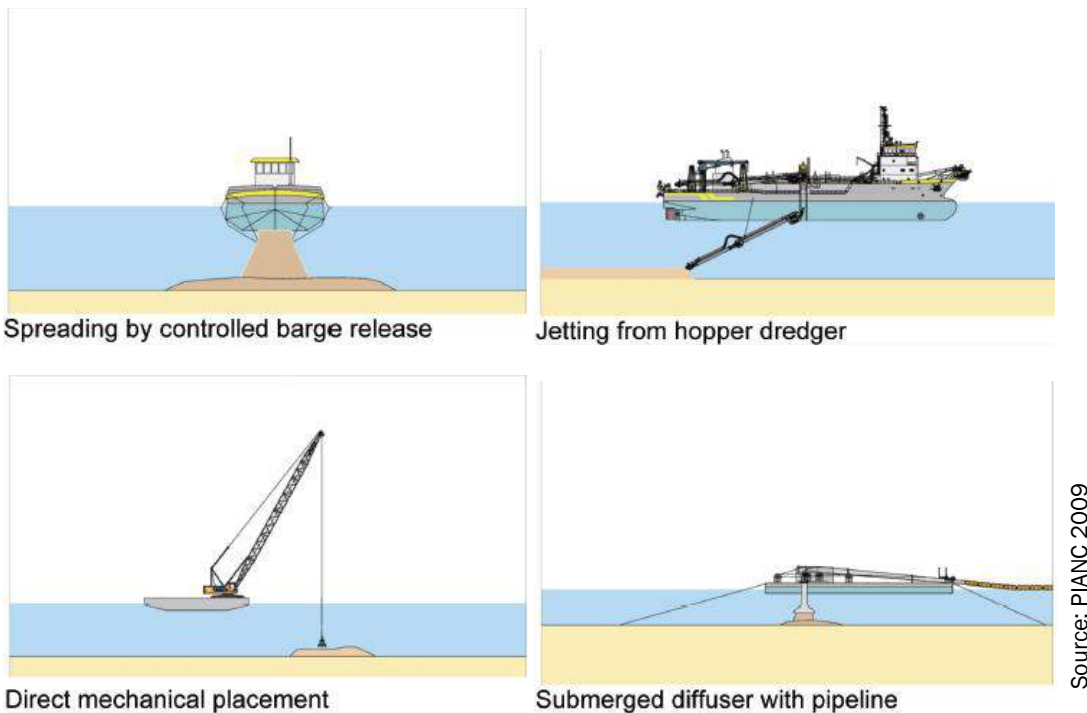 Spreading by controlled barge release
Jetting from hopper dredger
Direct mechanical placement
Submerged diffuser with pipeline
Source: PIANC 2009